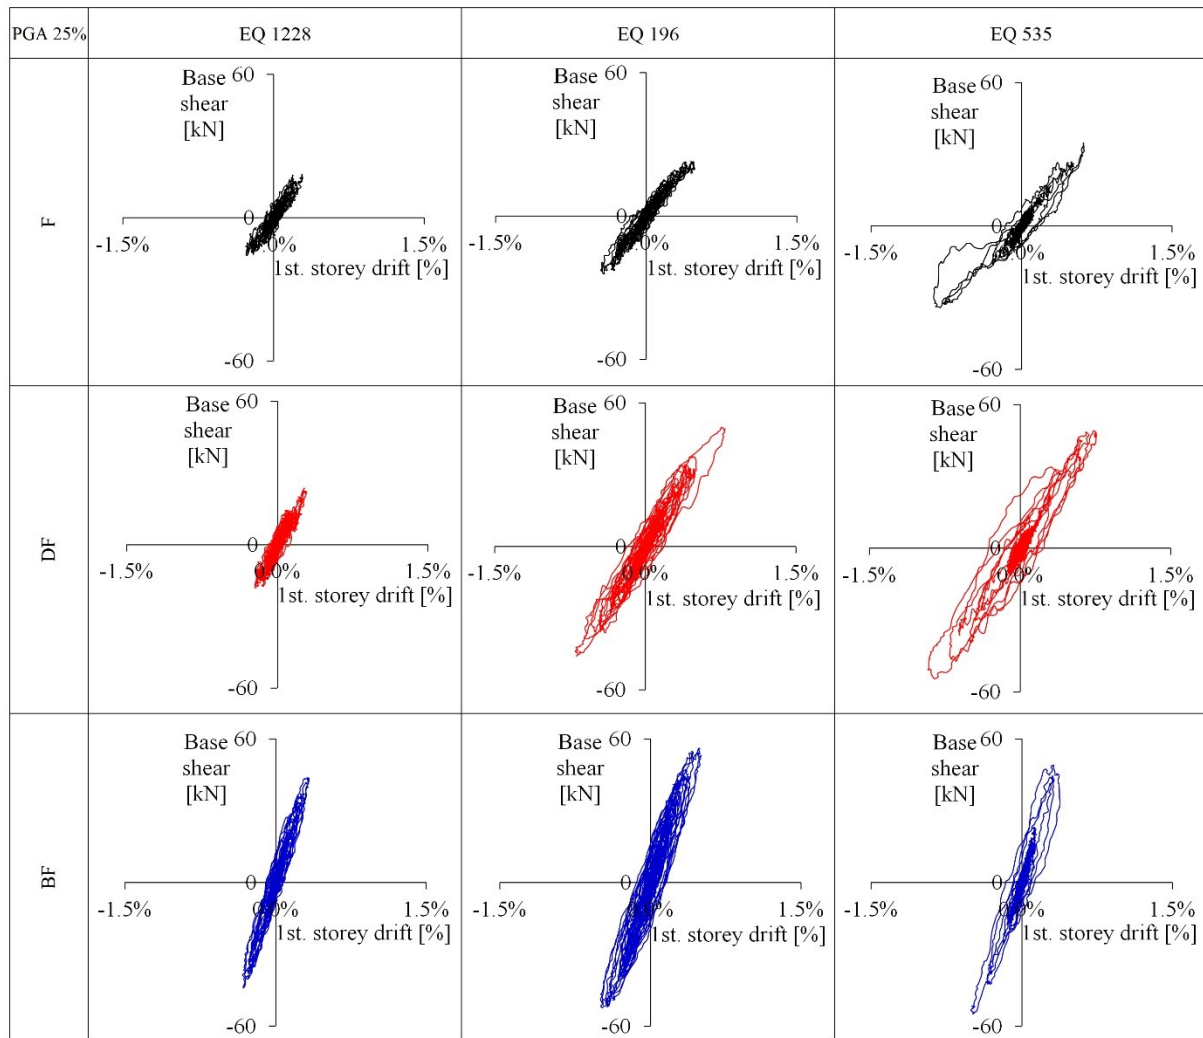 PGA 25%
EQ 1228
EQ 196
EQ 535
F
Base 60
shear
[kN]
0
-1.5%
0%
1.5%
1st. storey drift [%]
-60
Base 60
shear
[kN]
0
-1.5%
0%
1.5%
1st. storey drift [%]
-60
Base 60
shear
[kN]
0
-1.5%
0.0%
1.5%
1st. storey drift [%]
-60
DF
Base 60
shear
[kN]
0
-1.5%
0.0%
1.5%
1st. storey drift [%]
-60
Base 60
shear
[kN]
0
-1.5%
0.0%
1.5%
1st. storey drift [%]
-60
Base 60
shear
[kN]
0
-1.5%
0.0%
1.5%
1st. storey drift [%]
-60
BF
Base 60
shear
[kN]
0
-1.5%
0.0%
1.5%
1st. storey drift [%]
-60
Base 60
shear
[kN]
0
-1.5%
0.0%
1.5%
1st. storey drift [%]
-60
Base 60
shear
[kN]
0
-1.5%
0.0%
1.5%
1st. storey drift [%]
-60